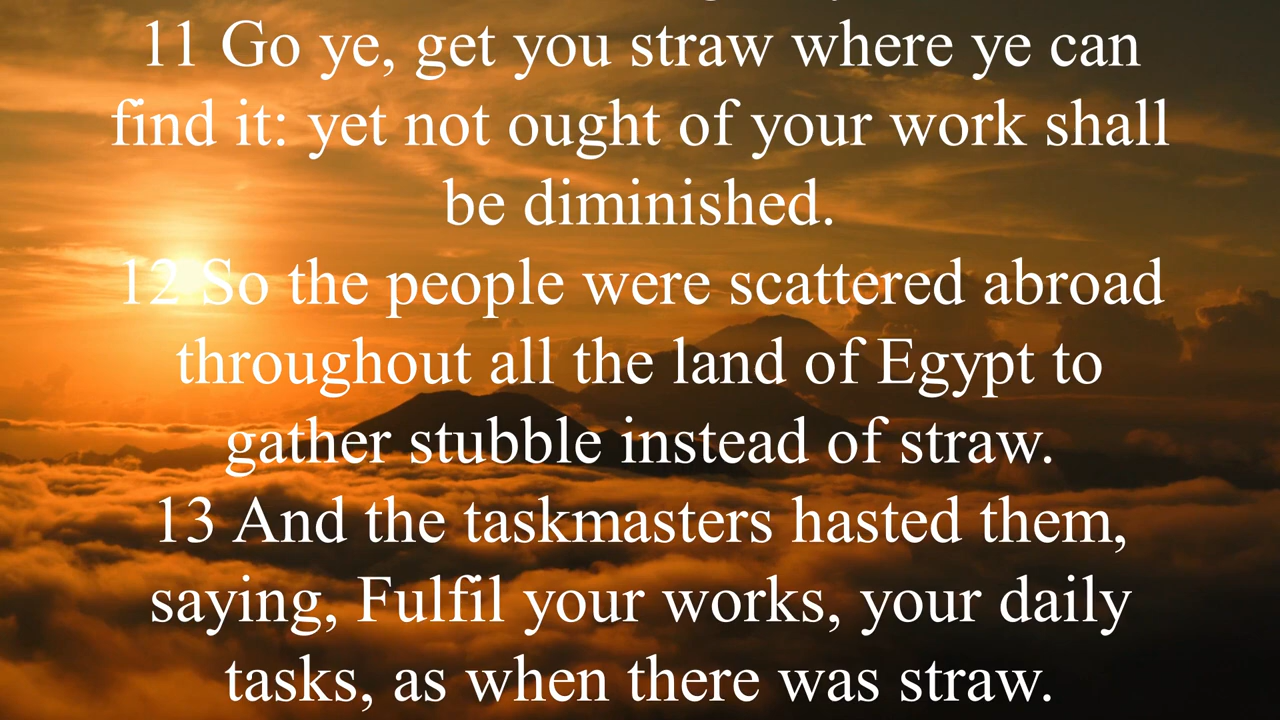 11 Go ye, get you straw where ye can
find it: yet not ought of your work shall
be diminished.
12 So the people were scattered abroad
throughout all the land of Egypt to
gather stubble instead of straw.
13 And the taskmasters hasted them,
saying, Fulfil your works, your daily
tasks, as when there was straw.